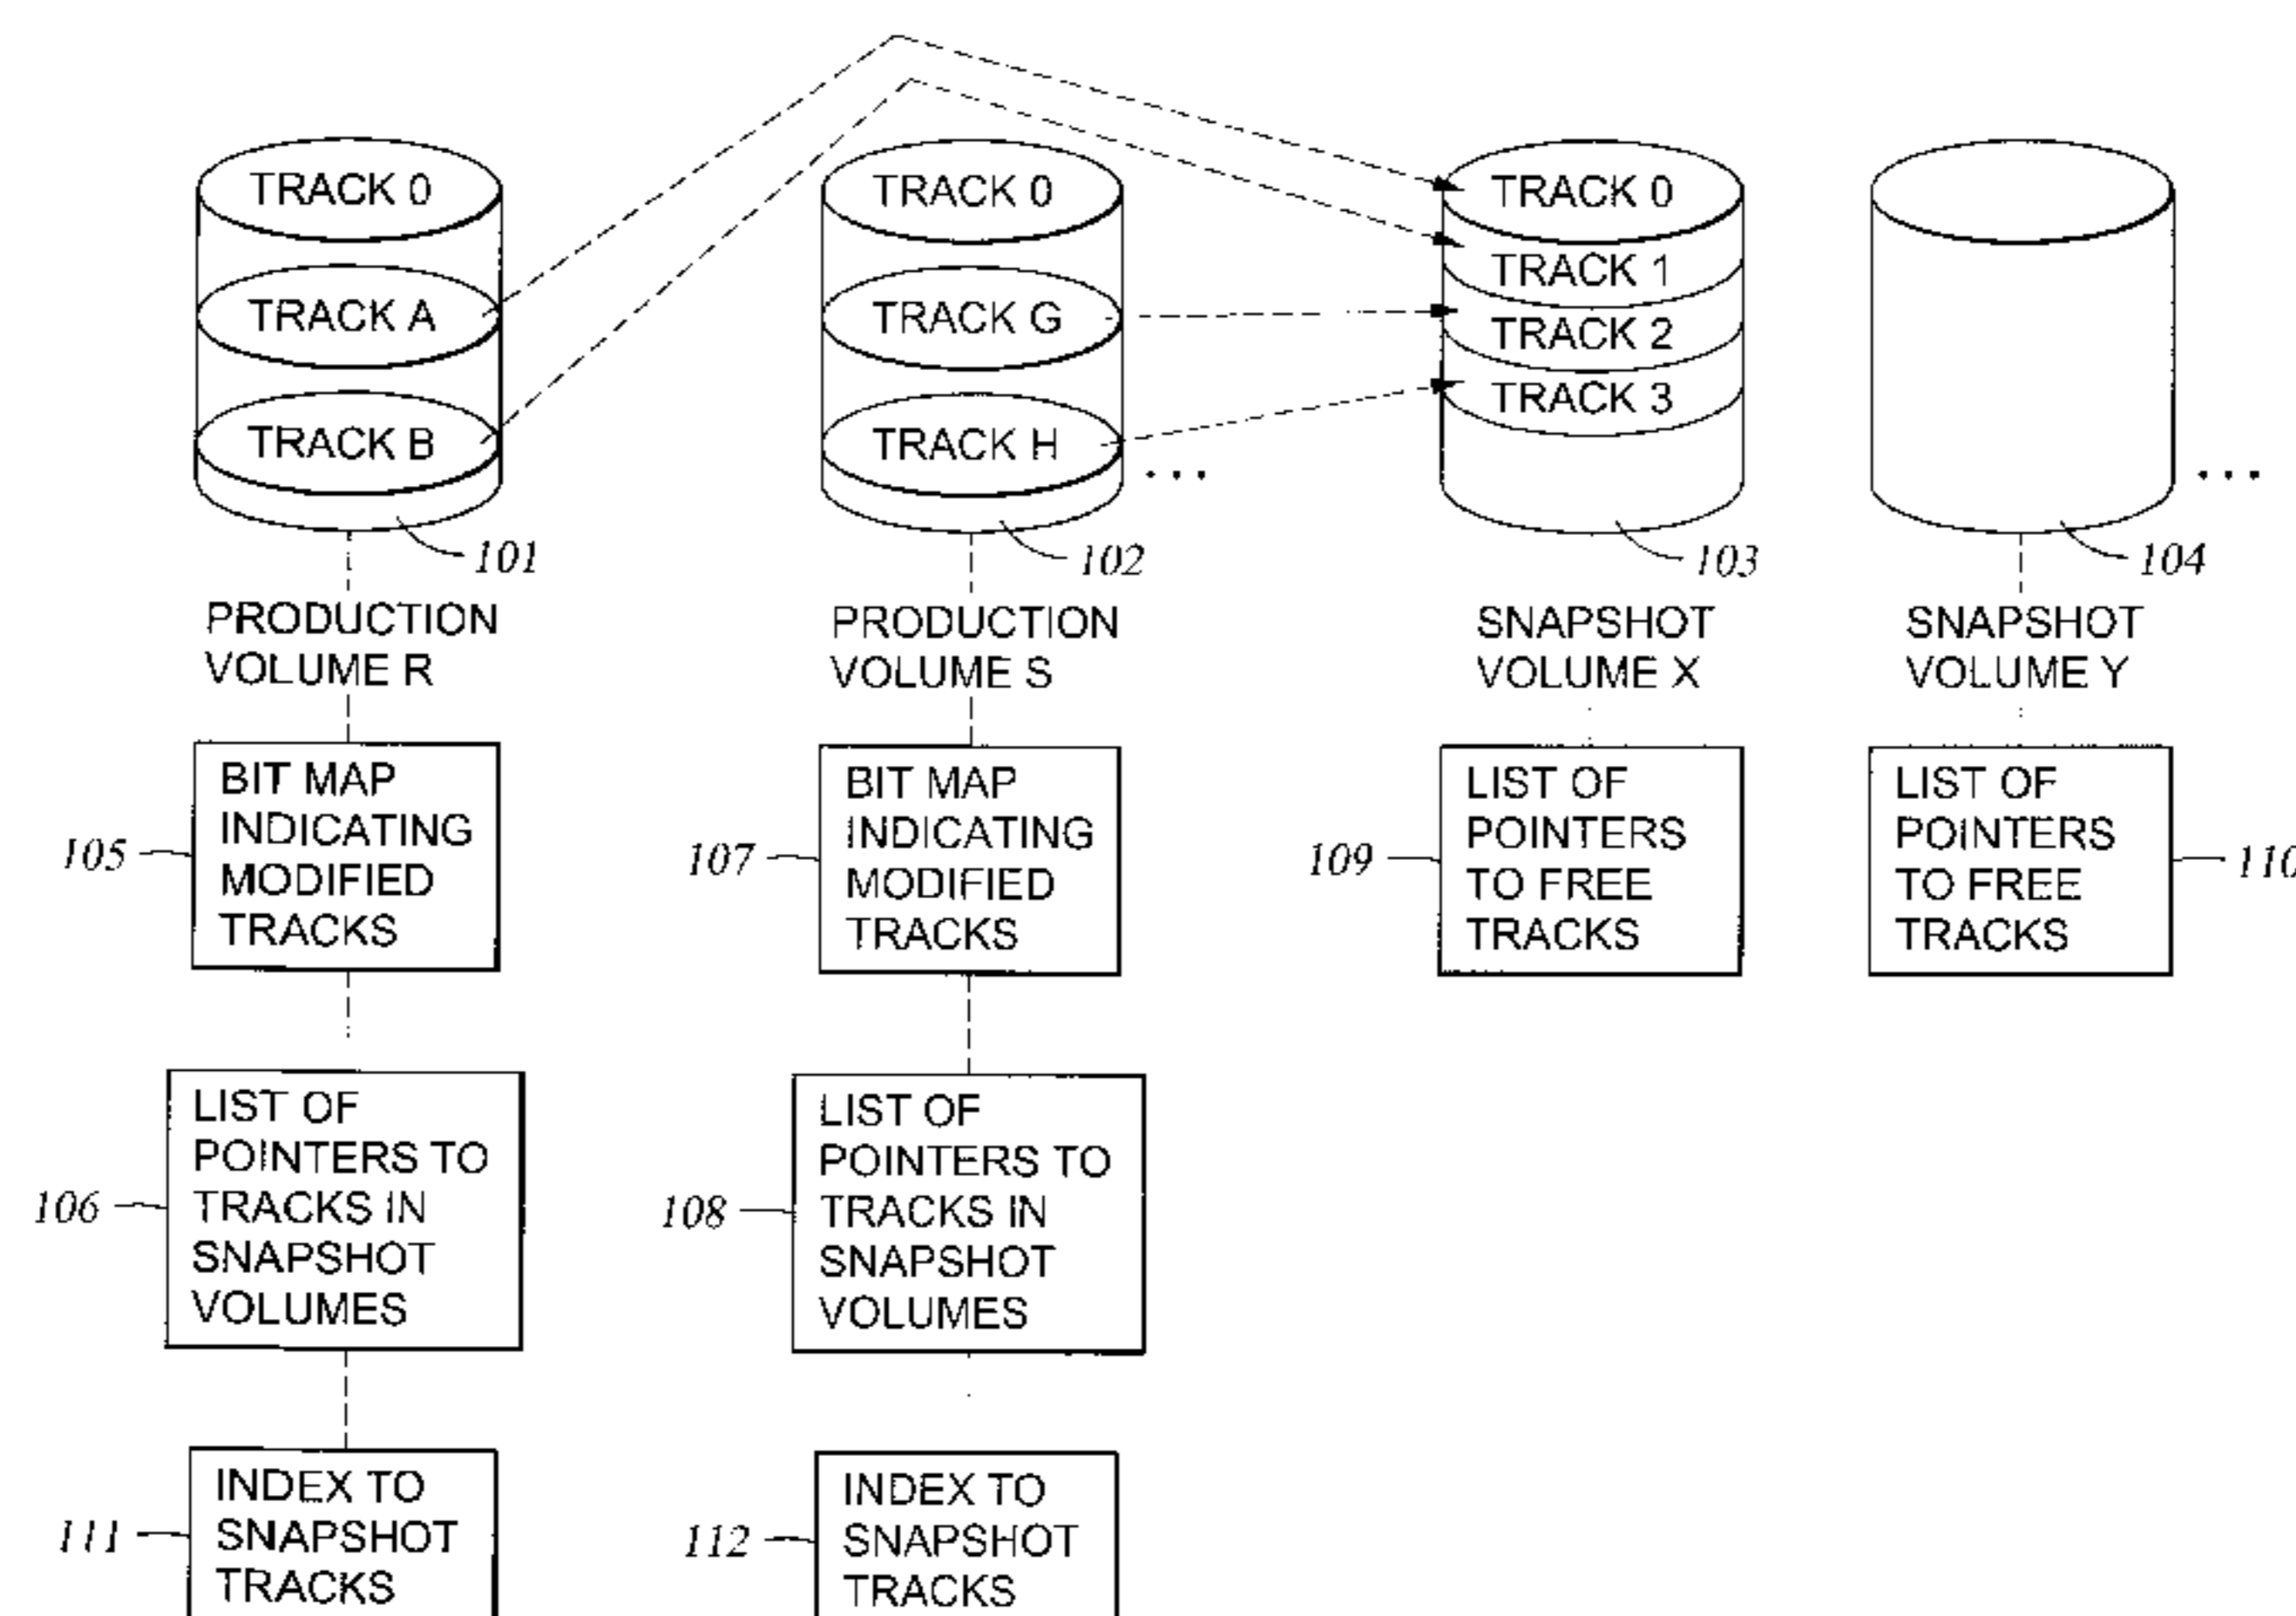 TRACK 0
TRACK A
TRACK B
101
PRODUCTION
VOLUME R
TRACK 0
TRACK G
TRACK H
...
102
PRODUCTION
VOLUME S
TRACK 0
TRACK 1
TRACK 2
TRACK 3
103
SNAPSHOT
VOLUME X
...
104
SNAPSHOT
VOLUME Y
105
BIT MAP
INDICATING
MODIFIED
TRACKS
107
BIT MAP
INDICATING
MODIFIED
TRACKS
109
LIST OF
POINTERS
TO FREE
TRACKS
LIST OF
POINTERS
TO FREE
TRACKS
110
106
LIST OF
POINTERS TO
TRACKS IN
SNAPSHOT
VOLUMES
108
LIST OF
POINTERS TO
TRACKS IN
SNAPSHOT
VOLUMES
111
INDEX TO
SNAPSHOT
TRACKS
112
INDEX TO
SNAPSHOT
TRACKS